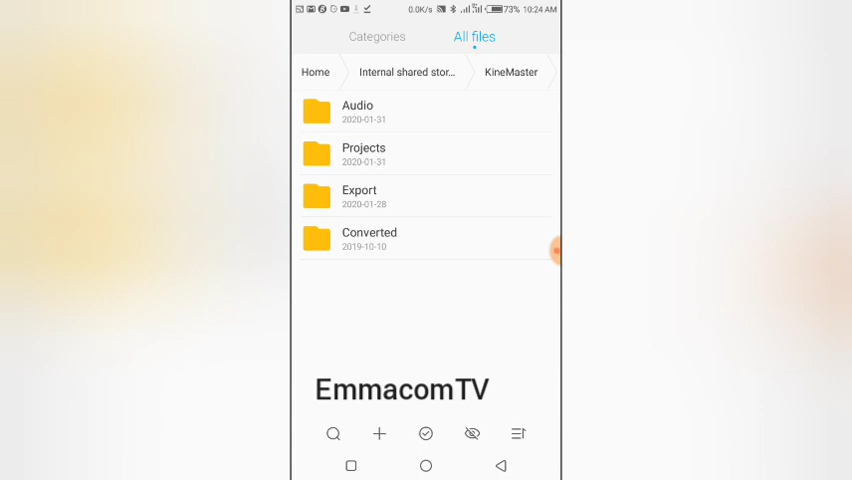 0.0K/s 73% 10:24 AM
Categories All files
Home Internal shared stor... KineMaster
Audio
2020-01-31
Projects
2020-01-31
Export
2020-01-28
Converted
2019-10-10
EmmacomTV